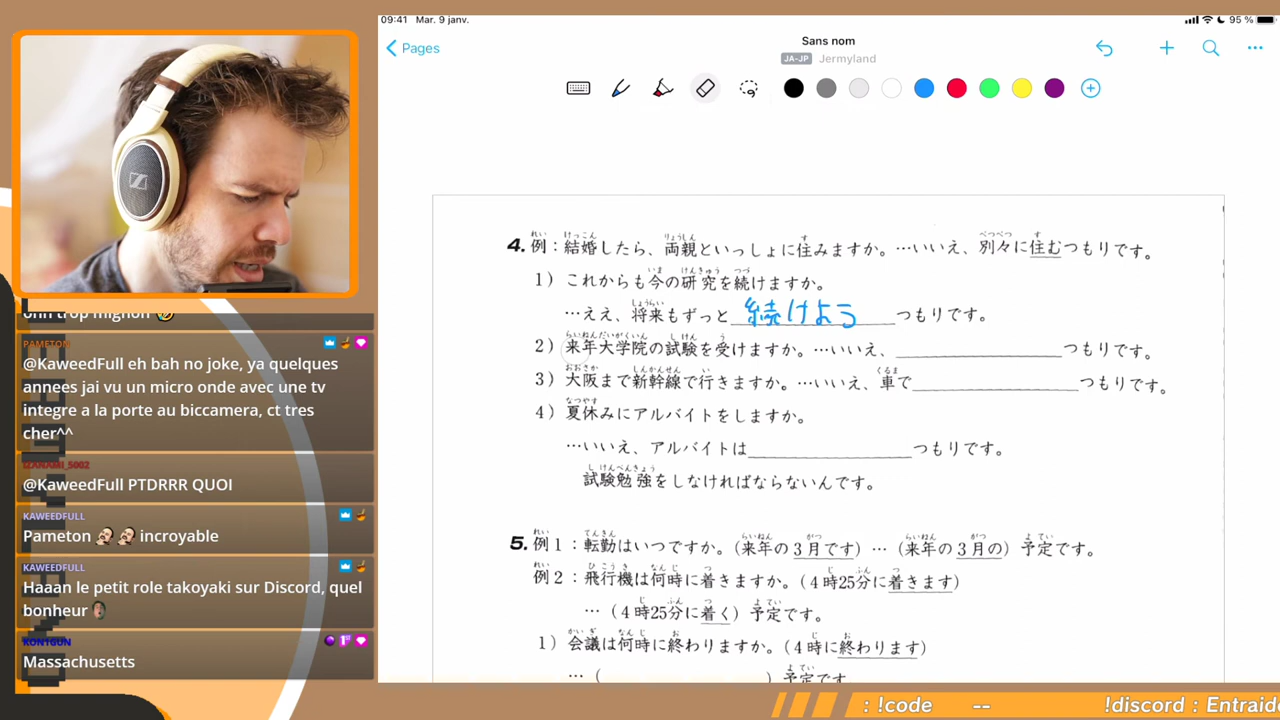 09:41 Mar. 9 janv.
95 %
Pages
Sans nom
JA-JP Jermyland
4. 例：結婚したら、両親といっしょに住みますか。…いいえ、別々に住むつもりです。
1）これからも今の研究を続けますか。
…ええ、将来もずっと 続けよう つもりです。
2）来年大学院の試験を受けますか。…いいえ、つもりです。
3）大阪まで新幹線で行きますか。…いいえ、車でつもりです。
4）夏休みにアルバイトをしますか。
…いいえ、アルバイトはつもりです。
試験勉強をしなければならないんです。
5. 例1：転勤はいつですか。（来年の3月です） …（来年の3月の）予定です。
例2：飛行機は何時に着きますか。（4時25分に着きます）
…（4時25分に着く）予定です。
1）会議は何時に終わりますか。（4時に終わります）
…（ ）予定です
ohh trop mignon
PAMETON
@KaweedFull eh bah no joke, ya quelques
annees jai vu un micro onde avec une tv
integre a la porte au biccamera, ct tres
cher^^
IZANAMI_5002
@KaweedFull PTDRRR QUOI
KAWEEDFULL
Pameton incroyable
KAWEEDFULL
Haaan le petit role takoyaki sur Discord, quel
bonheur
KON1GUN
Massachusetts
: !code -- !discord : Entraide